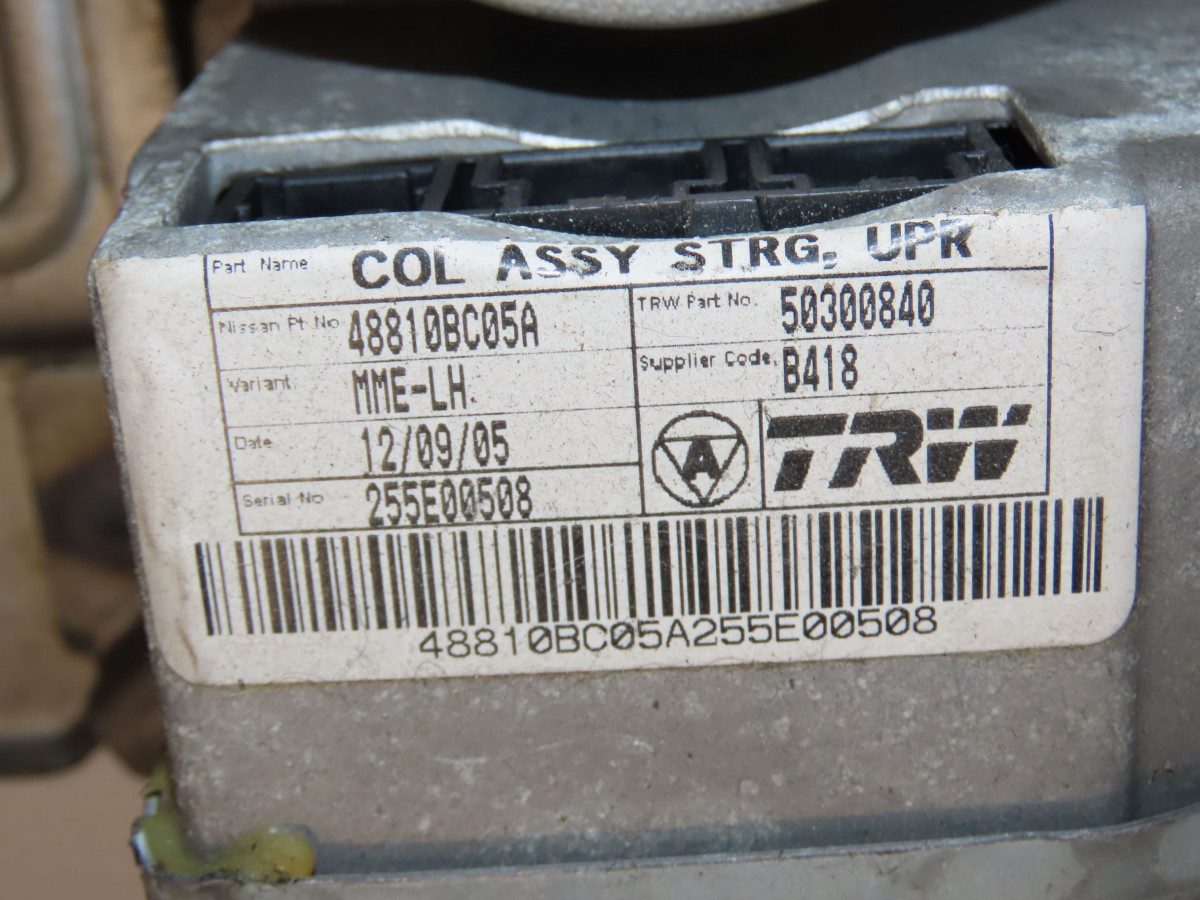 Part Name COL ASSY STRG, UPR
Nissan Pt No 48810BC05A TRW Part No. 50300840
Variant MME-LH Supplier Code. B418
Date 12/09/05
Serial No 255E00508
A TRW
48810BC05A255E00508